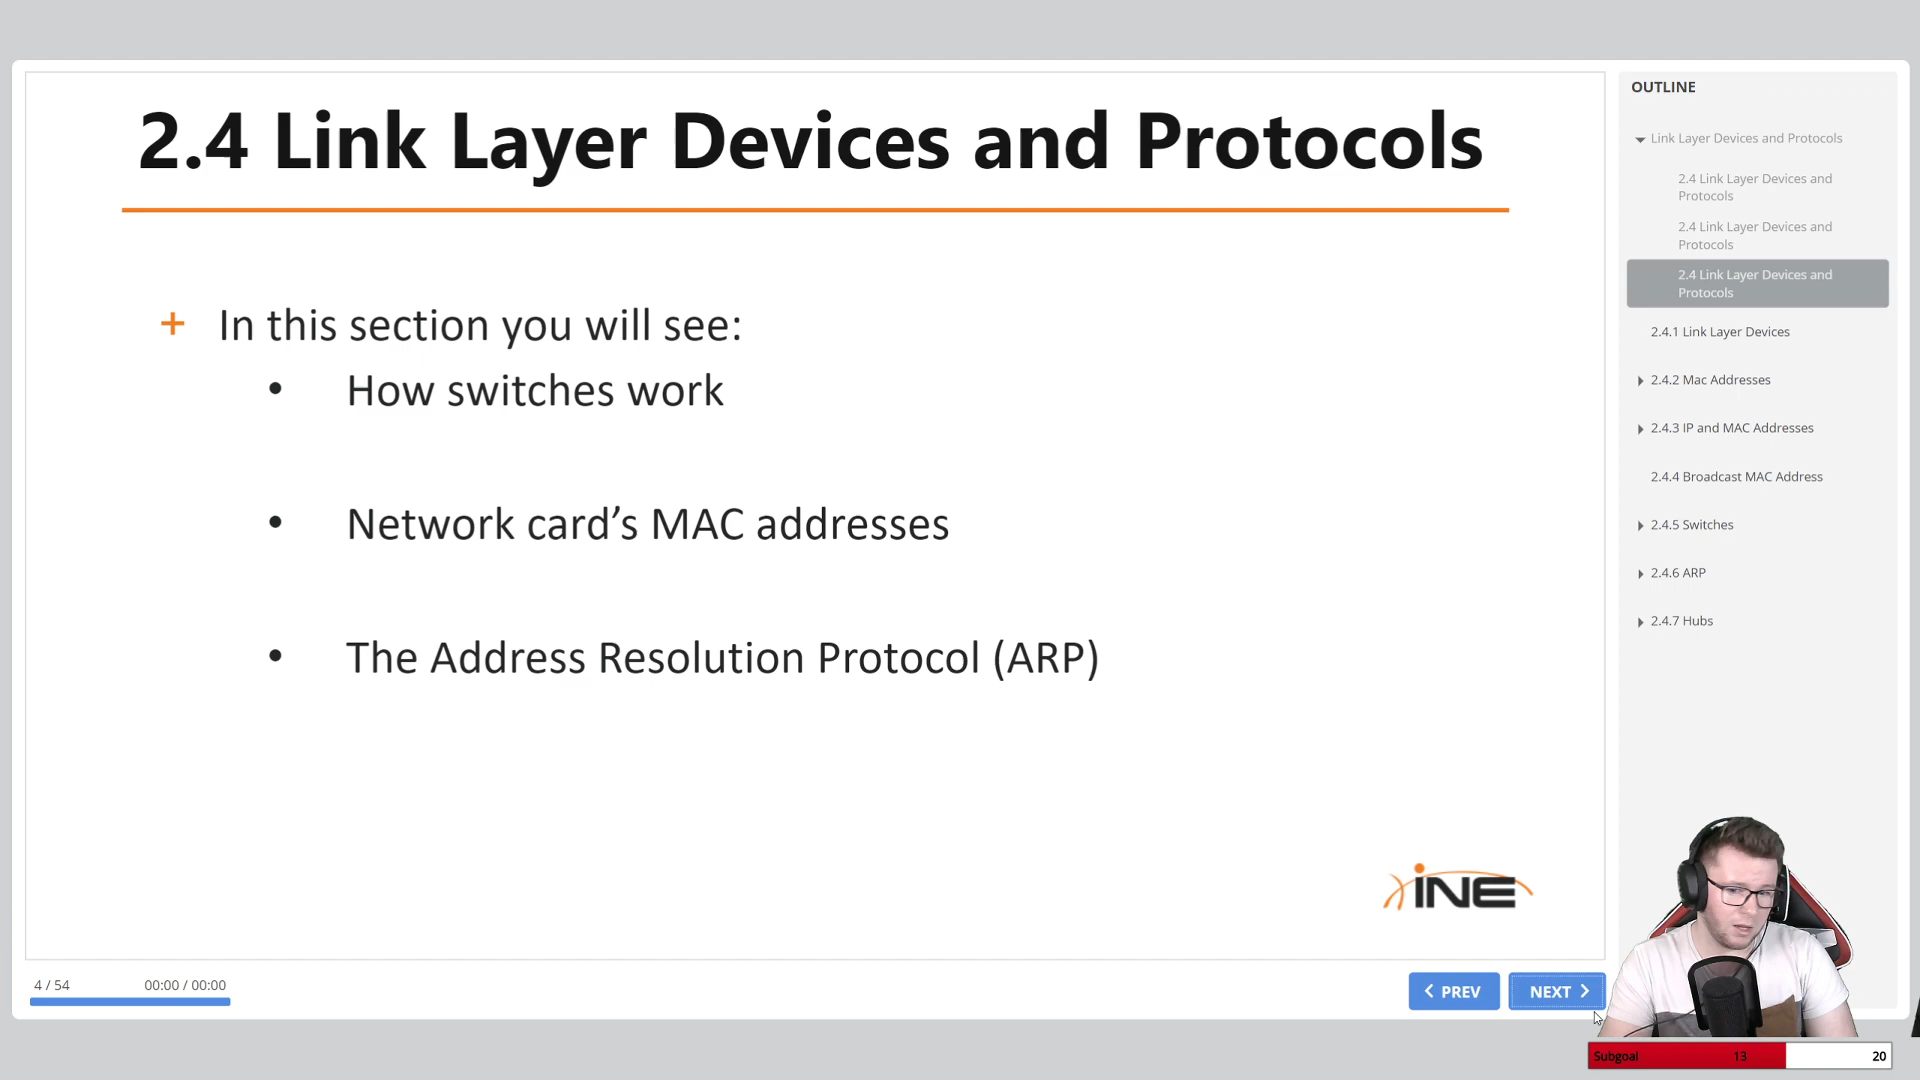 2.4 Link Layer Devices and Protocols
+ In this section you will see:
• How switches work
• Network card’s MAC addresses
• The Address Resolution Protocol (ARP)
iNE
4 / 54
00:00 / 00:00
PREV
NEXT
OUTLINE
Link Layer Devices and Protocols
2.4 Link Layer Devices and
Protocols
2.4 Link Layer Devices and
Protocols
2.4 Link Layer Devices and
Protocols
2.4.1 Link Layer Devices
2.4.2 Mac Addresses
2.4.3 IP and MAC Addresses
2.4.4 Broadcast MAC Address
2.4.5 Switches
2.4.6 ARP
2.4.7 Hubs
Subgoal 13 20